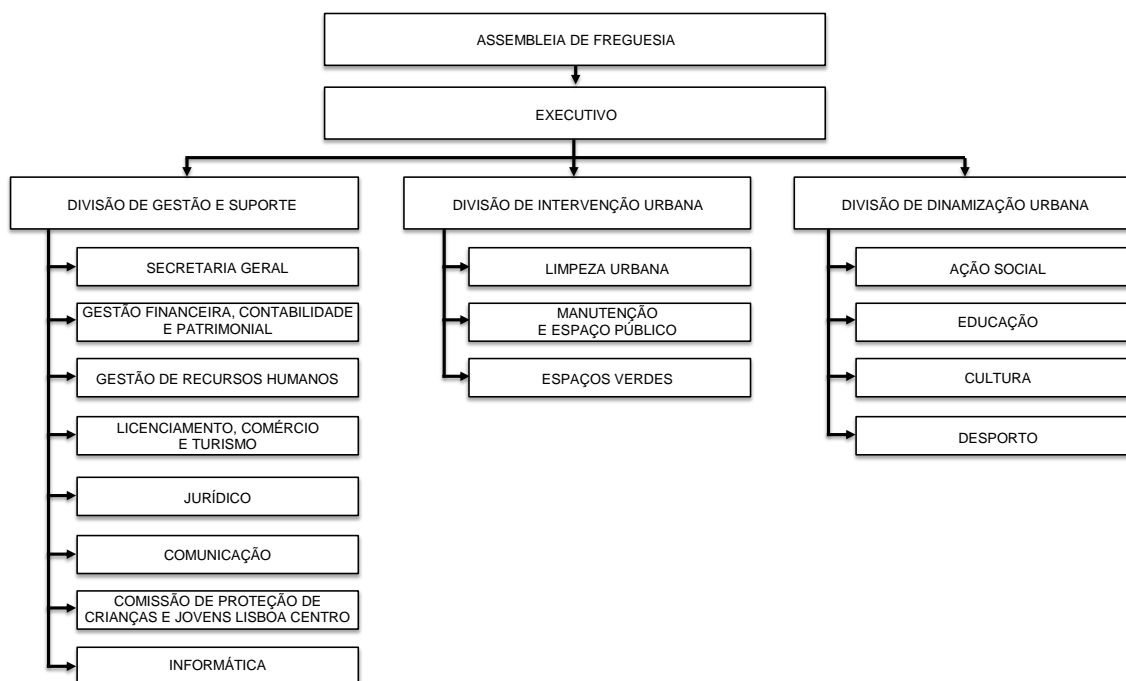 ASSEMBLEIA DE FREGUESIA
EXECUTIVO
DIVISÃO DE GESTÃO E SUPORTE
SECRETARIA GERAL
GESTÃO FINANCEIRA, CONTABILIDADE
E PATRIMONIAL
GESTÃO DE RECURSOS HUMANOS
LICENCIAMENTO, COMÉRCIO
E TURISMO
JURÍDICO
COMUNICAÇÃO
COMISSÃO DE PROTEÇÃO DE
CRIANÇAS E JOVENS LISBOA CENTRO
INFORMÁTICA
DIVISÃO DE INTERVENÇÃO URBANA
LIMPEZA URBANA
MANUTENÇÃO
E ESPAÇO PÚBLICO
ESPAÇOS VERDES
DIVISÃO DE DINAMIZAÇÃO URBANA
AÇÃO SOCIAL
EDUCAÇÃO
CULTURA
DESPORTO